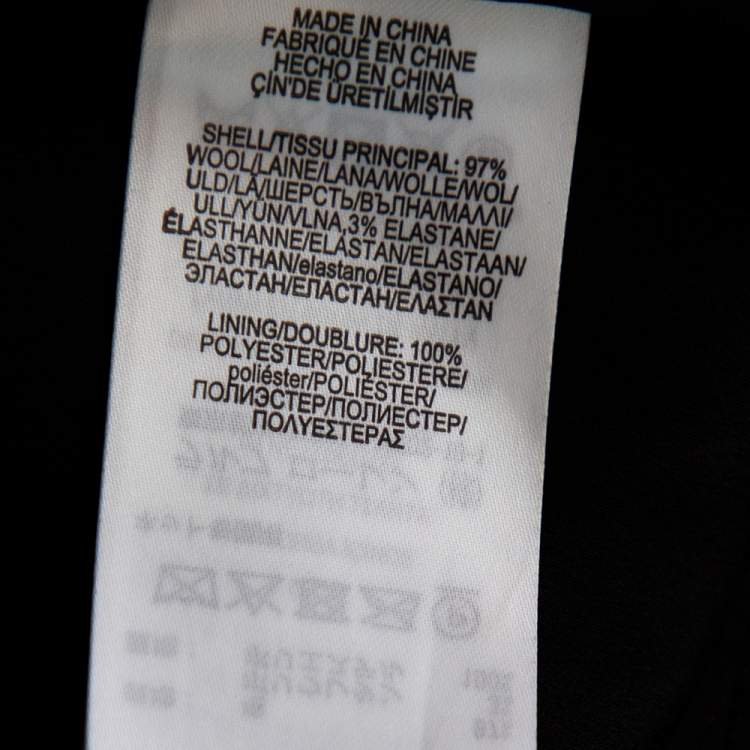 MADE IN CHINA
FABRIQUÉ EN CHINE
HECHO EN CHINA
ÇİN'DE ÜRETİLMİŞTİR
SHELL/TISSU PRINCIPAL: 97%
WOOL/LAINE/LANA/WOLLE/WOL/
ULD/LÃ/ШЕРСТЬ/ВЪЛНА/ΜΑΛΛΙ/
ULL/YÜN/VLNA,3% ELASTANE/
ÉLASTHANNE/ELASTAN/ELASTAAN/
ELASTHAN/elastano/ELASTANO/
ЭЛАСТАН/ЕЛАСТАН/ΕΛΑΣΤΑΝ
LINING/DOUBLURE: 100%
POLYESTER/POLIESTERE/
poliéster/POLIÉSTER/
ПОЛИЭСТЕР/ПОЛИЕСТЕР/
ΠΟΛΥΕΣΤΕΡΑΣ